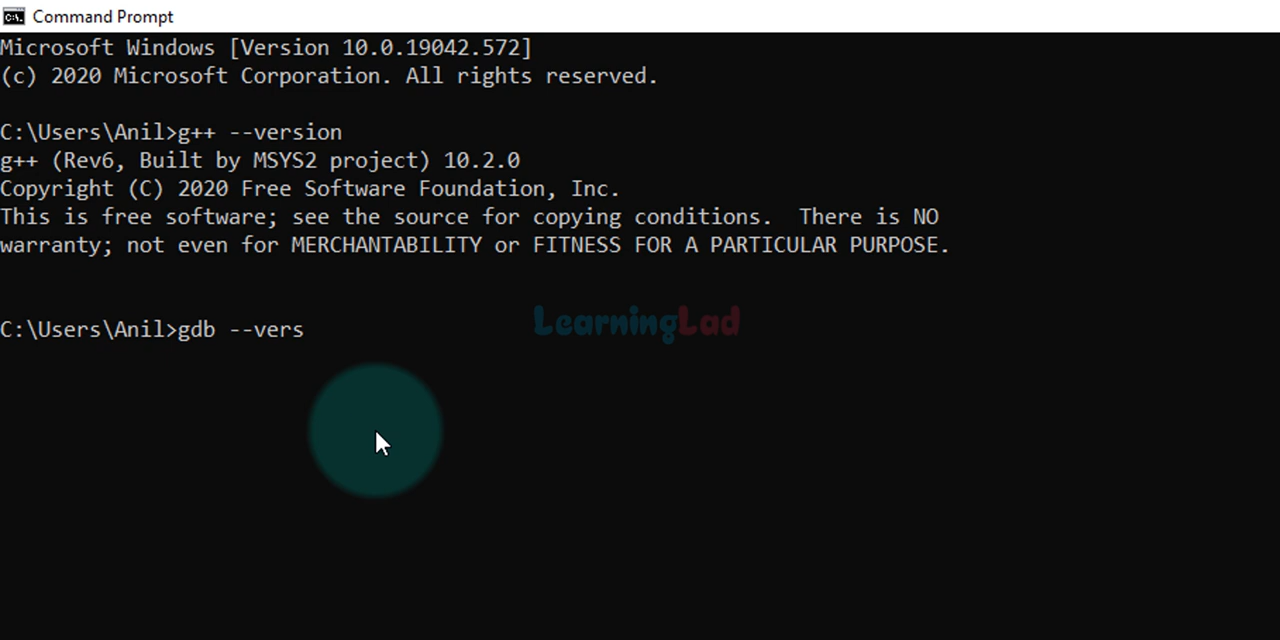 Command Prompt
Microsoft Windows [Version 10.0.19042.572]
(c) 2020 Microsoft Corporation. All rights reserved.
C:\Users\Anil>g++ --version
g++ (Rev6, Built by MSYS2 project) 10.2.0
Copyright (C) 2020 Free Software Foundation, Inc.
This is free software; see the source for copying conditions.  There is NO
warranty; not even for MERCHANTABILITY or FITNESS FOR A PARTICULAR PURPOSE.
LearningLad
C:\Users\Anil>gdb --vers